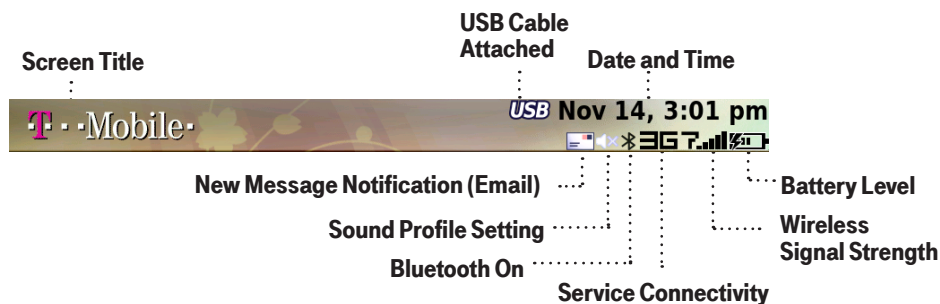 USB Cable
Attached
Screen Title
Date and Time
T··Mobile·
USB Nov 14, 3:01 pm
3G
New Message Notification (Email)
Battery Level
Sound Profile Setting
Wireless
Signal Strength
Bluetooth On
Service Connectivity